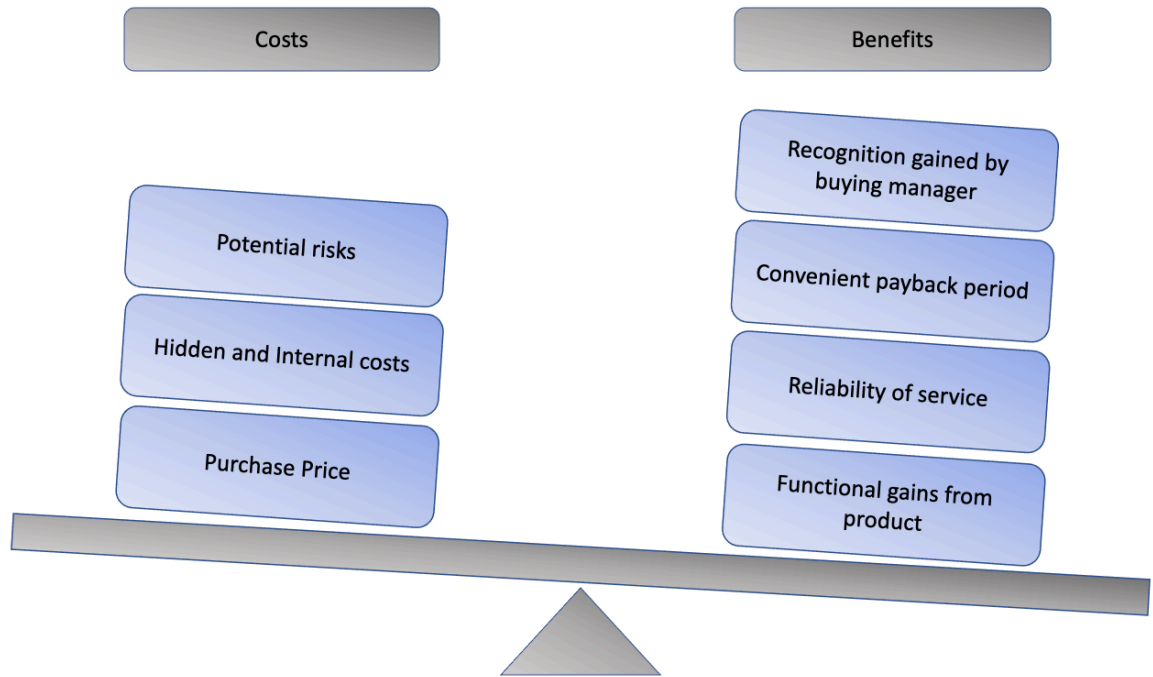 Costs
Benefits
Potential risks
Hidden and Internal costs
Purchase Price
Recognition gained by
buying manager
Convenient payback period
Reliability of service
Functional gains from
product